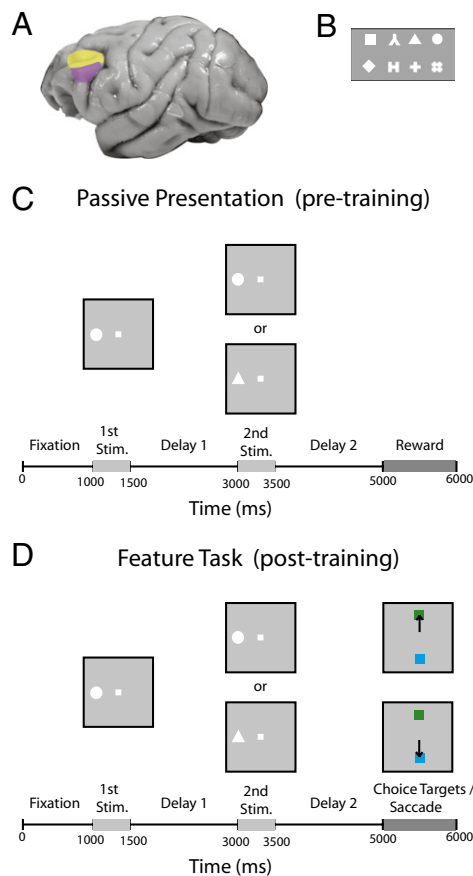 A
B
C
Passive Presentation (pre-training)
or
Fixation
1st
Stim.
Delay 1
2nd
Stim.
Delay 2
Reward
0
1000
1500
3000
3500
5000
6000
Time (ms)
D
Feature Task (post-training)
or
Fixation
1st
Stim.
Delay 1
2nd
Stim.
Delay 2
Choice Targets /
Saccade
0
1000
1500
3000
3500
5000
6000
Time (ms)